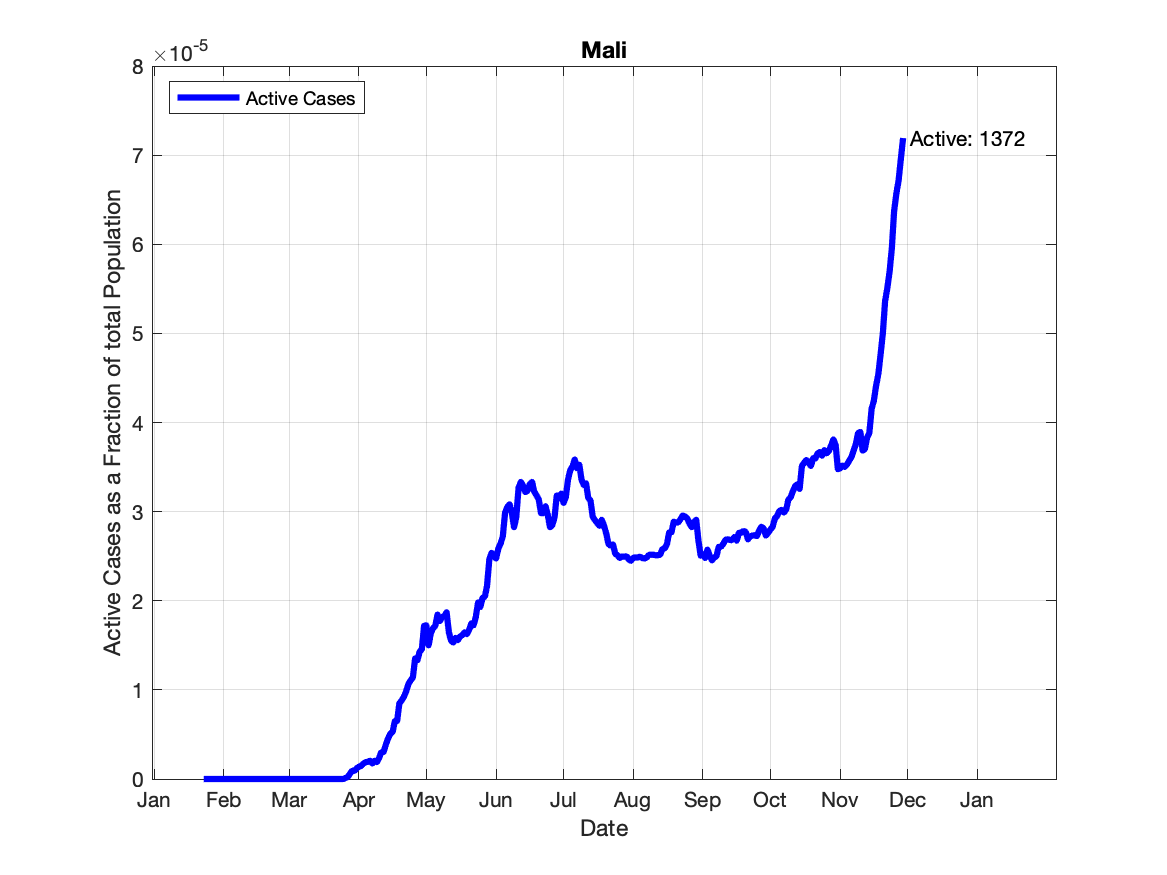 Mali
×10-5
Active Cases
Active: 1372
8
7
6
5
4
3
2
1
0
Active Cases as a Fraction of total Population
Jan Feb Mar Apr May Jun Jul Aug Sep Oct Nov Dec Jan
Date